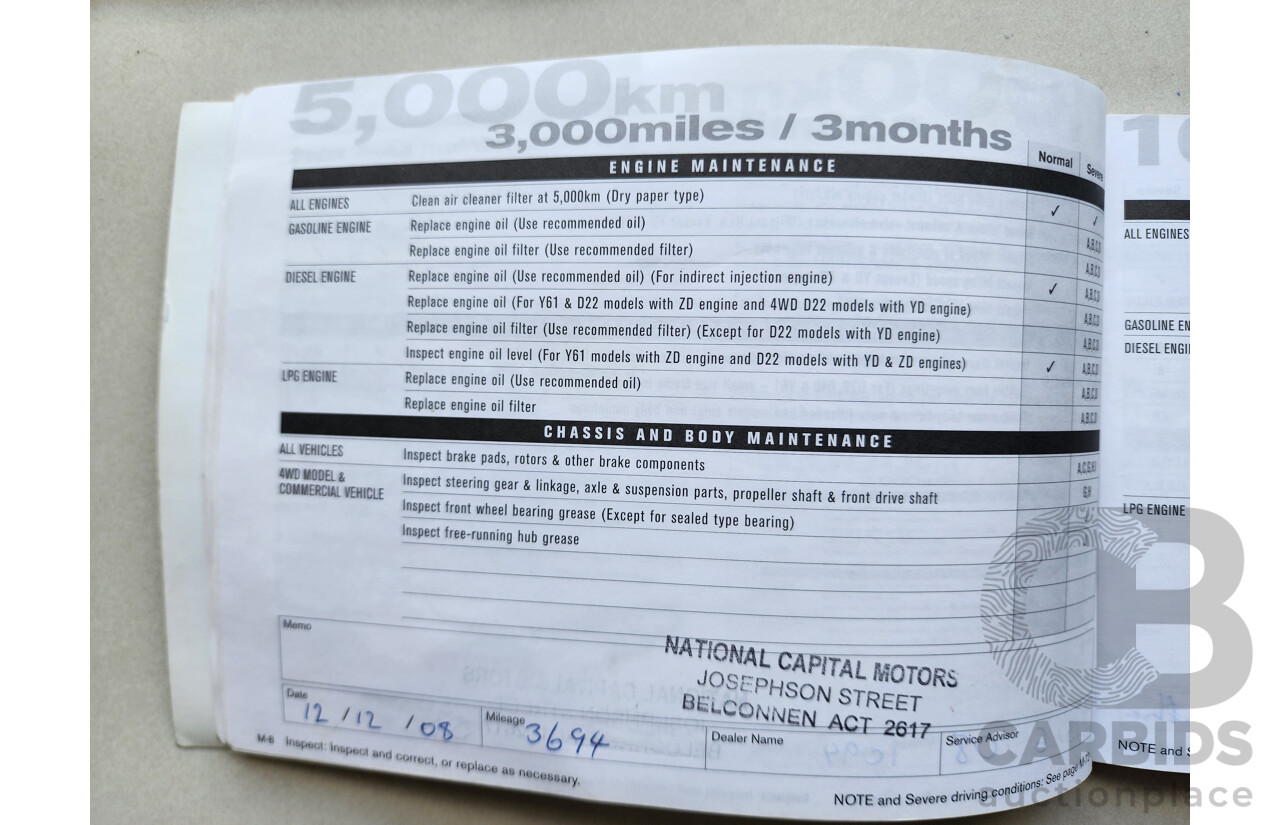 5,000km
3,000miles / 3months
Normal
Severe
ENGINE MAINTENANCE
ALL ENGINES Clean air cleaner filter at 5,000km (Dry paper type) ✓ ✓
GASOLINE ENGINE Replace engine oil (Use recommended oil) A,B,C,D
Replace engine oil filter (Use recommended filter) A,B,C,D
DIESEL ENGINE Replace engine oil (Use recommended oil) (For indirect injection engine) ✓ A,B,C,D
Replace engine oil (For Y61 & D22 models with ZD engine and 4WD D22 models with YD engine) A,B,C,D
Replace engine oil filter (Use recommended filter) (Except for D22 models with YD engine) A,B,C,D
Inspect engine oil level (For Y61 models with ZD engine and D22 models with YD & ZD engines) ✓ A,B,C,D
LPG ENGINE Replace engine oil (Use recommended oil) A,B,C,D
Replace engine oil filter A,B,C,D
CHASSIS AND BODY MAINTENANCE
ALL VEHICLES Inspect brake pads, rotors & other brake components A,C,G,H,I
4WD MODEL &
COMMERCIAL VEHICLE
Inspect steering gear & linkage, axle & suspension parts, propeller shaft & front drive shaft G,H
Inspect front wheel bearing grease (Except for sealed type bearing)
Inspect free-running hub grease
Memo
NATIONAL CAPITAL MOTORS
JOSEPHSON STREET
BELCONNEN ACT 2617
Date 12/12/08
Mileage 3694
Dealer Name
Service Advisor
M-6 Inspect: Inspect and correct, or replace as necessary.
NOTE and Severe driving conditions: See page
ALL ENGINES
GASOLINE EN
DIESEL ENGI
LPG ENGINE
NOTE and S
CARBIDS
auctionplace